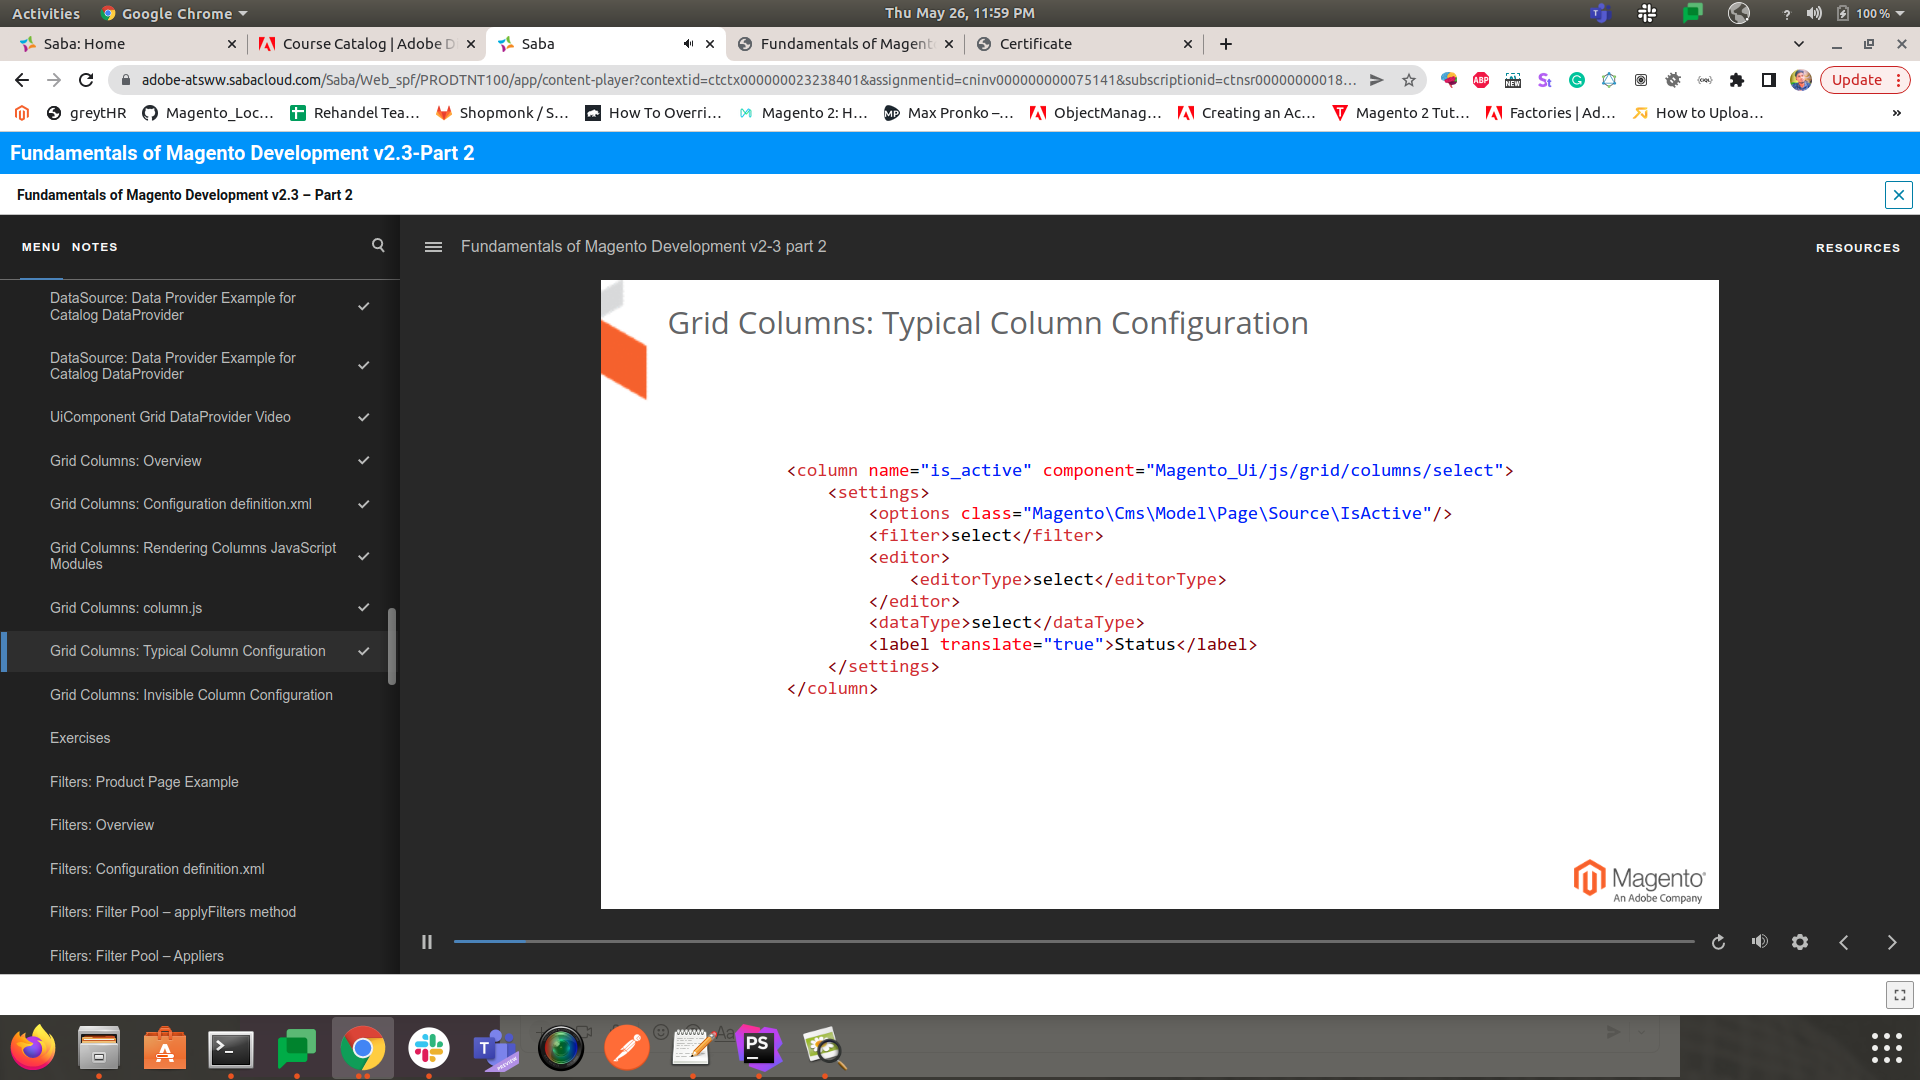 Activities Google Chrome Thu May 26, 11:59 PM 100 %
Saba: Home Course Catalog | Adobe D Saba Fundamentals of Magent Certificate
adobe-atsww.sabacloud.com/Saba/Web_spf/PRODTNT100/app/content-player?contextid=ctctx000000023238401&assignmentid=cninv000000000075141&subscriptionid=ctnsr00000000018... ABP NEW Update
greytHR Magento_Loc... Rehandel Tea... Shopmonk / S... How To Overri... Magento 2: H... Max Pronko –... ObjectManag... Creating an Ac... Magento 2 Tut... Factories | Ad... How to Uploa... »
Fundamentals of Magento Development v2.3-Part 2
Fundamentals of Magento Development v2.3 – Part 2
MENU NOTES
Fundamentals of Magento Development v2-3 part 2
RESOURCES
DataSource: Data Provider Example for
Catalog DataProvider
DataSource: Data Provider Example for
Catalog DataProvider
UiComponent Grid DataProvider Video
Grid Columns: Overview
Grid Columns: Configuration definition.xml
Grid Columns: Rendering Columns JavaScript
Modules
Grid Columns: column.js
Grid Columns: Typical Column Configuration
Grid Columns: Invisible Column Configuration
Exercises
Filters: Product Page Example
Filters: Overview
Filters: Configuration definition.xml
Filters: Filter Pool – applyFilters method
Filters: Filter Pool – Appliers
Grid Columns: Typical Column Configuration
<column name="is_active" component="Magento_Ui/js/grid/columns/select">
<settings>
<options class="Magento\Cms\Model\Page\Source\IsActive"/>
<filter>select</filter>
<editor>
<editorType>select</editorType>
</editor>
<dataType>select</dataType>
<label translate="true">Status</label>
</settings>
</column>
Magento
An Adobe Company
PS